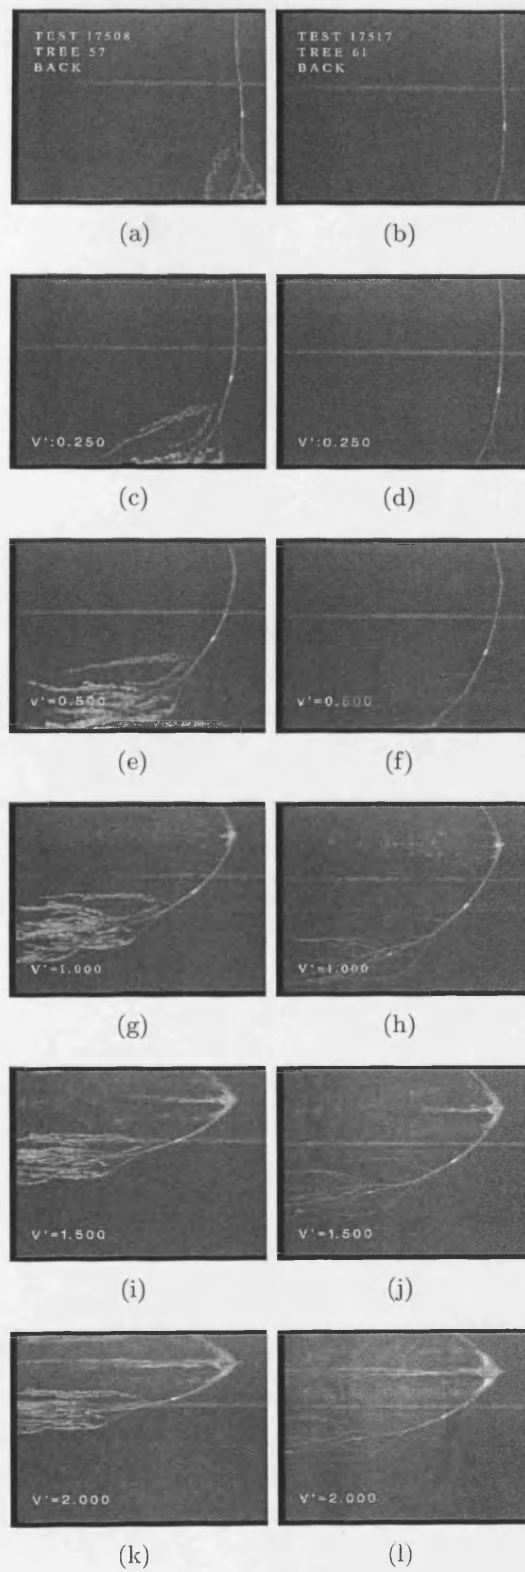 TEST 17508
TREE 57
BACK
TEST 17517
TREE 61
BACK
(a)
(b)
V':0.250
V':0.250
(c)
(d)
V'=0.500
V'=0.500
(e)
(f)
V'=1.000
V'=1.000
(g)
(h)
V'=1.500
V'=1.500
(i)
(j)
V'=2.000
V'=2.000
(k)
(l)